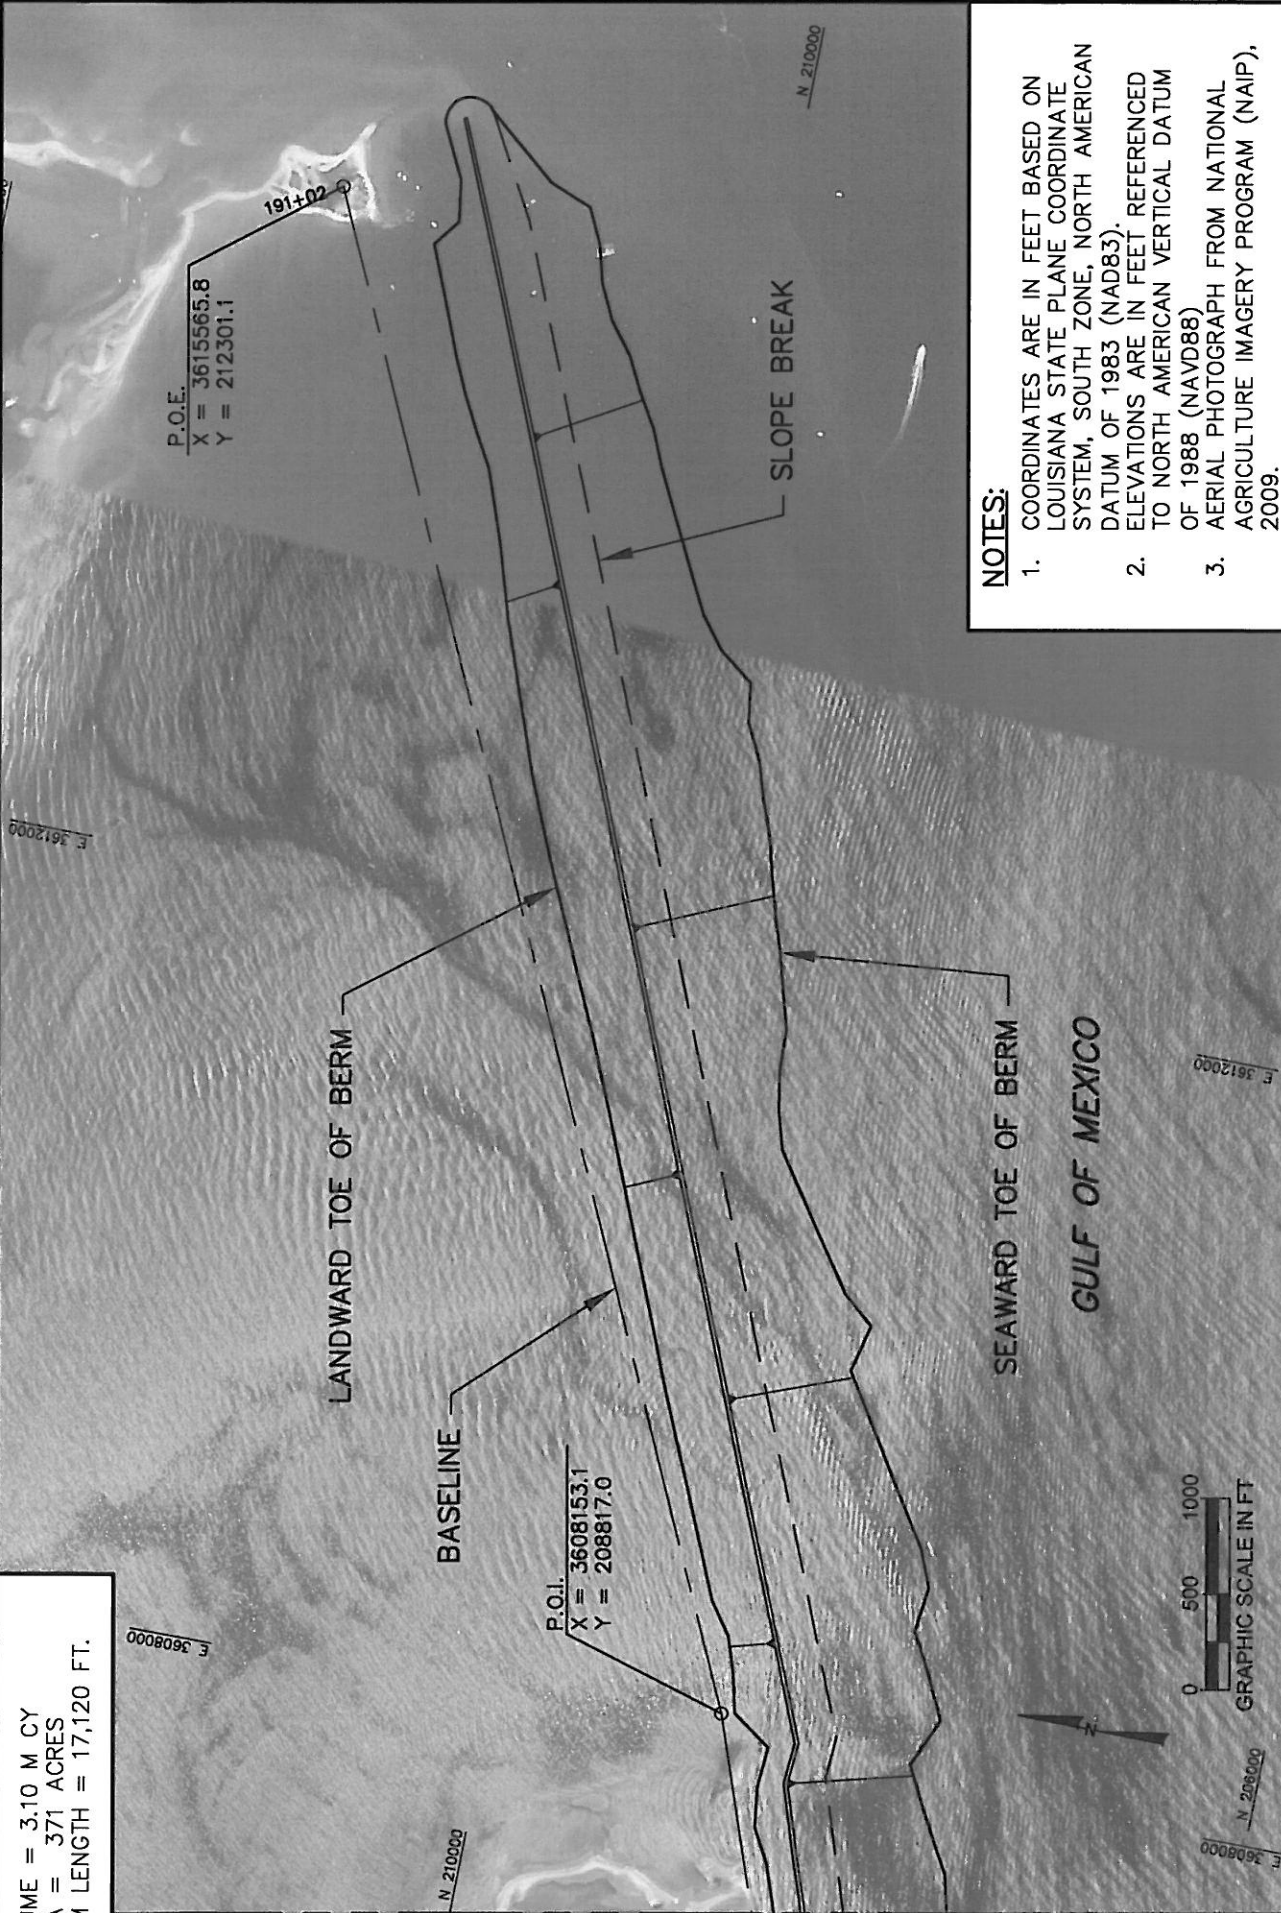 UME = 3.10 M CY
A = 371 ACRES
M LENGTH = 17,120 FT.
P.O.E.
X = 3615565.8
Y = 212301.1
191+02
N 210000
E 3612000
LANDWARD TOE OF BERM
BASELINE
P.O.I.
X = 3608153.1
Y = 208817.0
E 3608000
N 210000
SLOPE BREAK
SEAWARD TOE OF BERM
GULF OF MEXICO
E 3612000
N
0 500 1000
GRAPHIC SCALE IN FT
N 206000
E 3608000
NOTES:
1. COORDINATES ARE IN FEET BASED ON
LOUISIANA STATE PLANE COORDINATE
SYSTEM, SOUTH ZONE, NORTH AMERICAN
DATUM OF 1983 (NAD83).
2. ELEVATIONS ARE IN FEET REFERENCED
TO NORTH AMERICAN VERTICAL DATUM
OF 1988 (NAVD88)
3. AERIAL PHOTOGRAPH FROM NATIONAL
AGRICULTURE IMAGERY PROGRAM (NAIP),
2009.